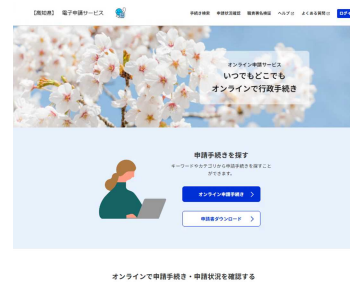 【高知県】 電子申請サービス
手続き検索 申請状況確認 職責署名検証 ヘルプ よくある質問 ログイ
オンライン申請サービス
いつでもどこでも
オンラインで行政手続き
申請手続きを探す
キーワードやカテゴリから申請手続きを探すこと
ができます。
オンライン申請手続き
申請書ダウンロード
オンラインで申請手続き・申請状況を確認する